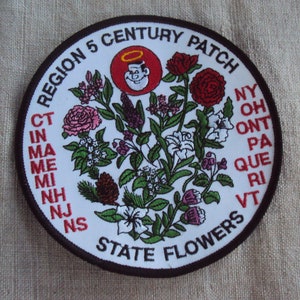 REGION 5 CENTURY PATCH
CT
IN
MA
ME
MI
NH
NJ
NS
NY
OH
ONT
PA
QUE
RI
VT
STATE FLOWERS